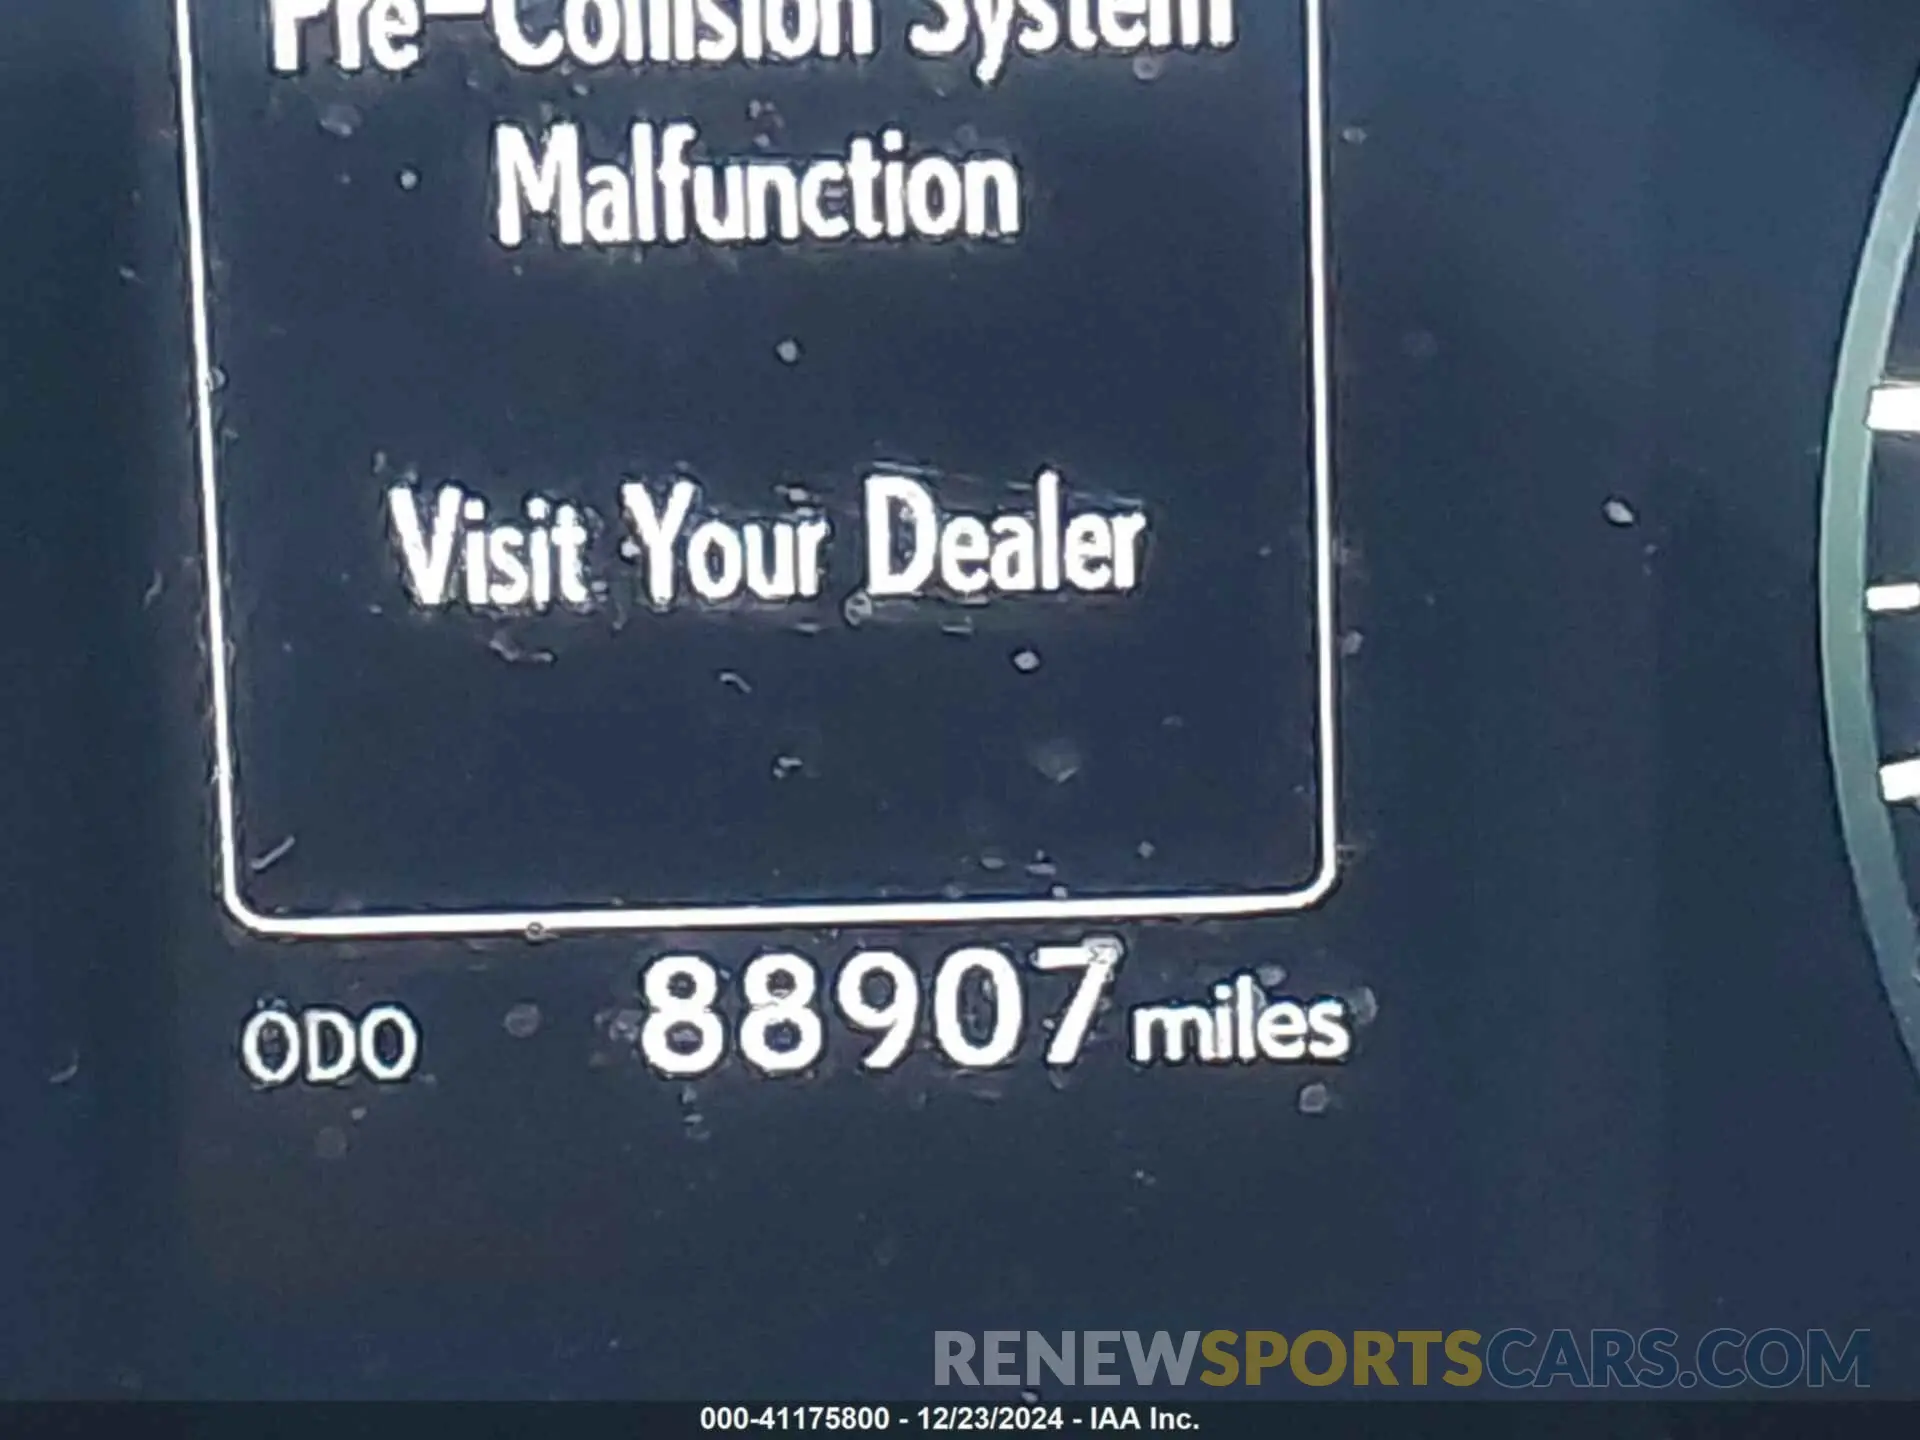 Pre-Collision System
Malfunction
Visit Your Dealer
ODO 88907 miles
RENEWSPORTSCARS.COM
000-41175800 - 12/23/2024 - IAA Inc.